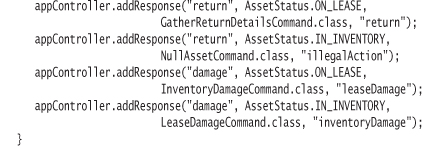 appController.addResponse("return", AssetStatus.ON_LEASE,
GatherReturnDetailsCommand.class, "return");
appController.addResponse("return", AssetStatus.IN_INVENTORY,
NullAssetCommand.class, "illegalAction");
appController.addResponse("damage", AssetStatus.ON_LEASE,
InventoryDamageCommand.class, "leaseDamage");
appController.addResponse("damage", AssetStatus.IN_INVENTORY,
LeaseDamageCommand.class, "inventoryDamage");
}